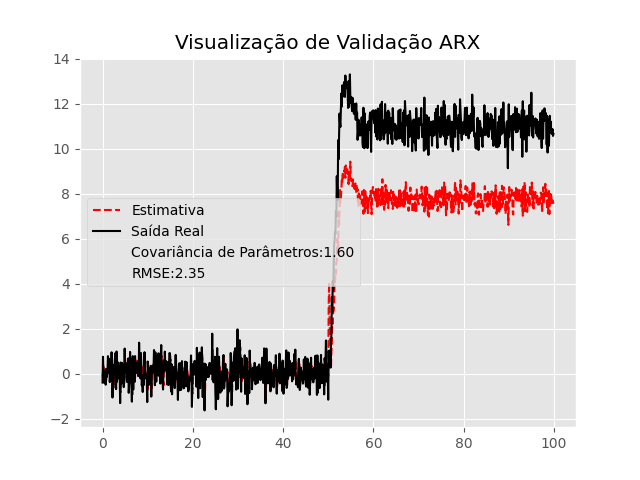 Visualização de Validação ARX
14
12
10
8
6
4
2
0
−2
Estimativa
Saída Real
Covariância de Parâmetros:1.60
RMSE:2.35
0 20 40 60 80 100